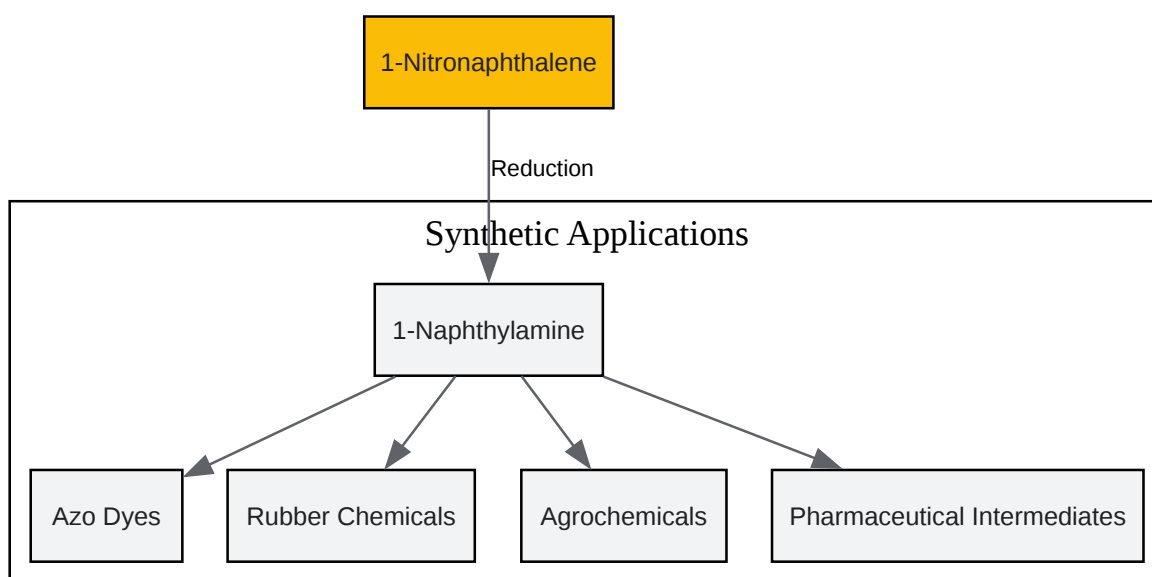 1-Nitronaphthalene
Reduction
Synthetic Applications
1-Naphthylamine
Azo Dyes
Rubber Chemicals
Agrochemicals
Pharmaceutical Intermediates